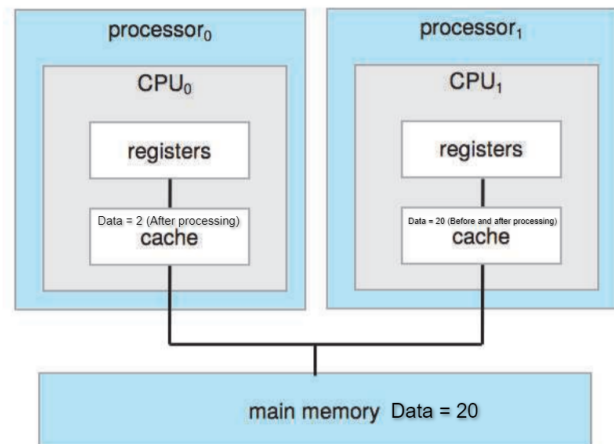 processor₀
CPU₀
registers
Data = 2 (After processing)
cache
processor₁
CPU₁
registers
Data = 20 (Before and after processing)
cache
main memory Data = 20